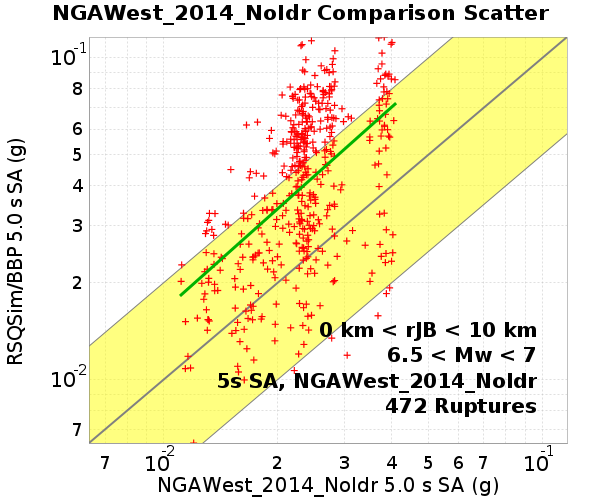 NGAWest_2014_NoIdr Comparison Scatter
RSQSim/BBP 5.0 s SA (g)
10-1
8
6
5
4
3
2
10-2
7
0 km < rJB < 10 km
6.5 < Mw < 7
5s SA, NGAWest_2014_NoIdr
472 Ruptures
7 10-2 2 3 4 5 6 7 10-1
NGAWest_2014_NoIdr 5.0 s SA (g)